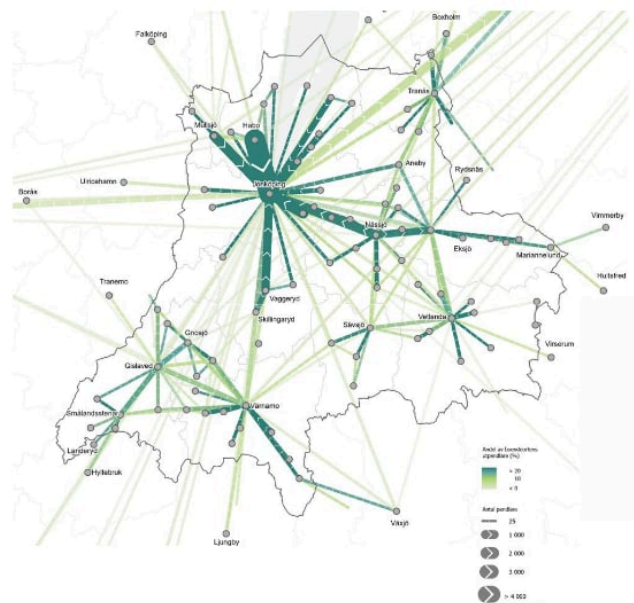 Boxholm
Falköping
Tranås
Mullsjö
Habo
Aneby
Rydsnäs
Ulricehamn
Jönköping
Borås
Vimmerby
Nässjö
Eksjö
Mariannelund
Hultsfred
Tranemo
Vaggeryd
Skillingaryd
Gnosjö
Sävsjö
Vetlanda
Virserum
Gislaved
Värnamo
Smålandsstenar
Landeryd
Hyltebruk
Växjö
Ljungby
Andel av boendeortens
utpendlare (%)
> 20
10
< 0
Antal pendlare
25
1 000
2 000
3 000